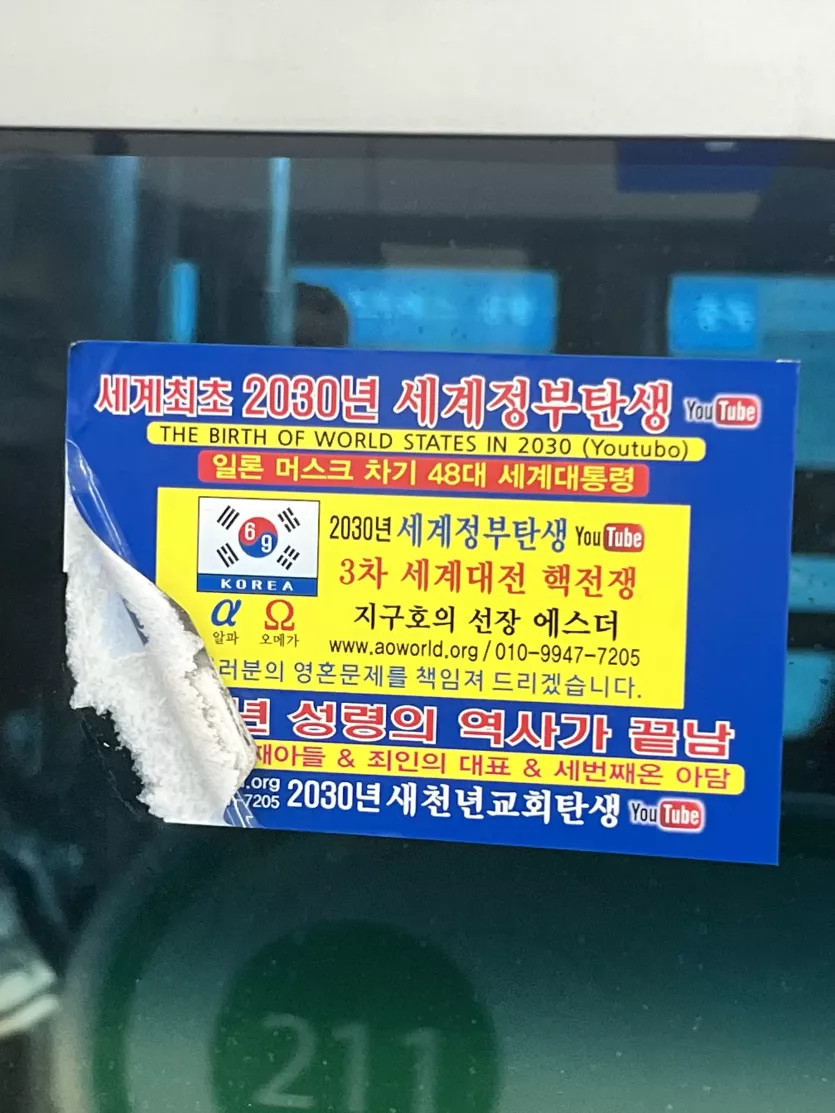 세계최초 2030년 세계정부탄생 YouTube
THE BIRTH OF WORLD STATES IN 2030 (Youtubo)
일론 머스크 차기 48대 세계대통령
6 9
KOREA
α Ω
알파 오메가
2030년 세계정부탄생 YouTube
3차 세계대전 핵전쟁
지구호의 선장 에스더
www.aoworld.org / 010-9947-7205
러분의 영혼문제를 책임져 드리겠습니다.
년 성령의 역사가 끝남
째아들 & 죄인의 대표 & 세번째온 아담
.org
-7205 2030년 새천년교회탄생 YouTube
211